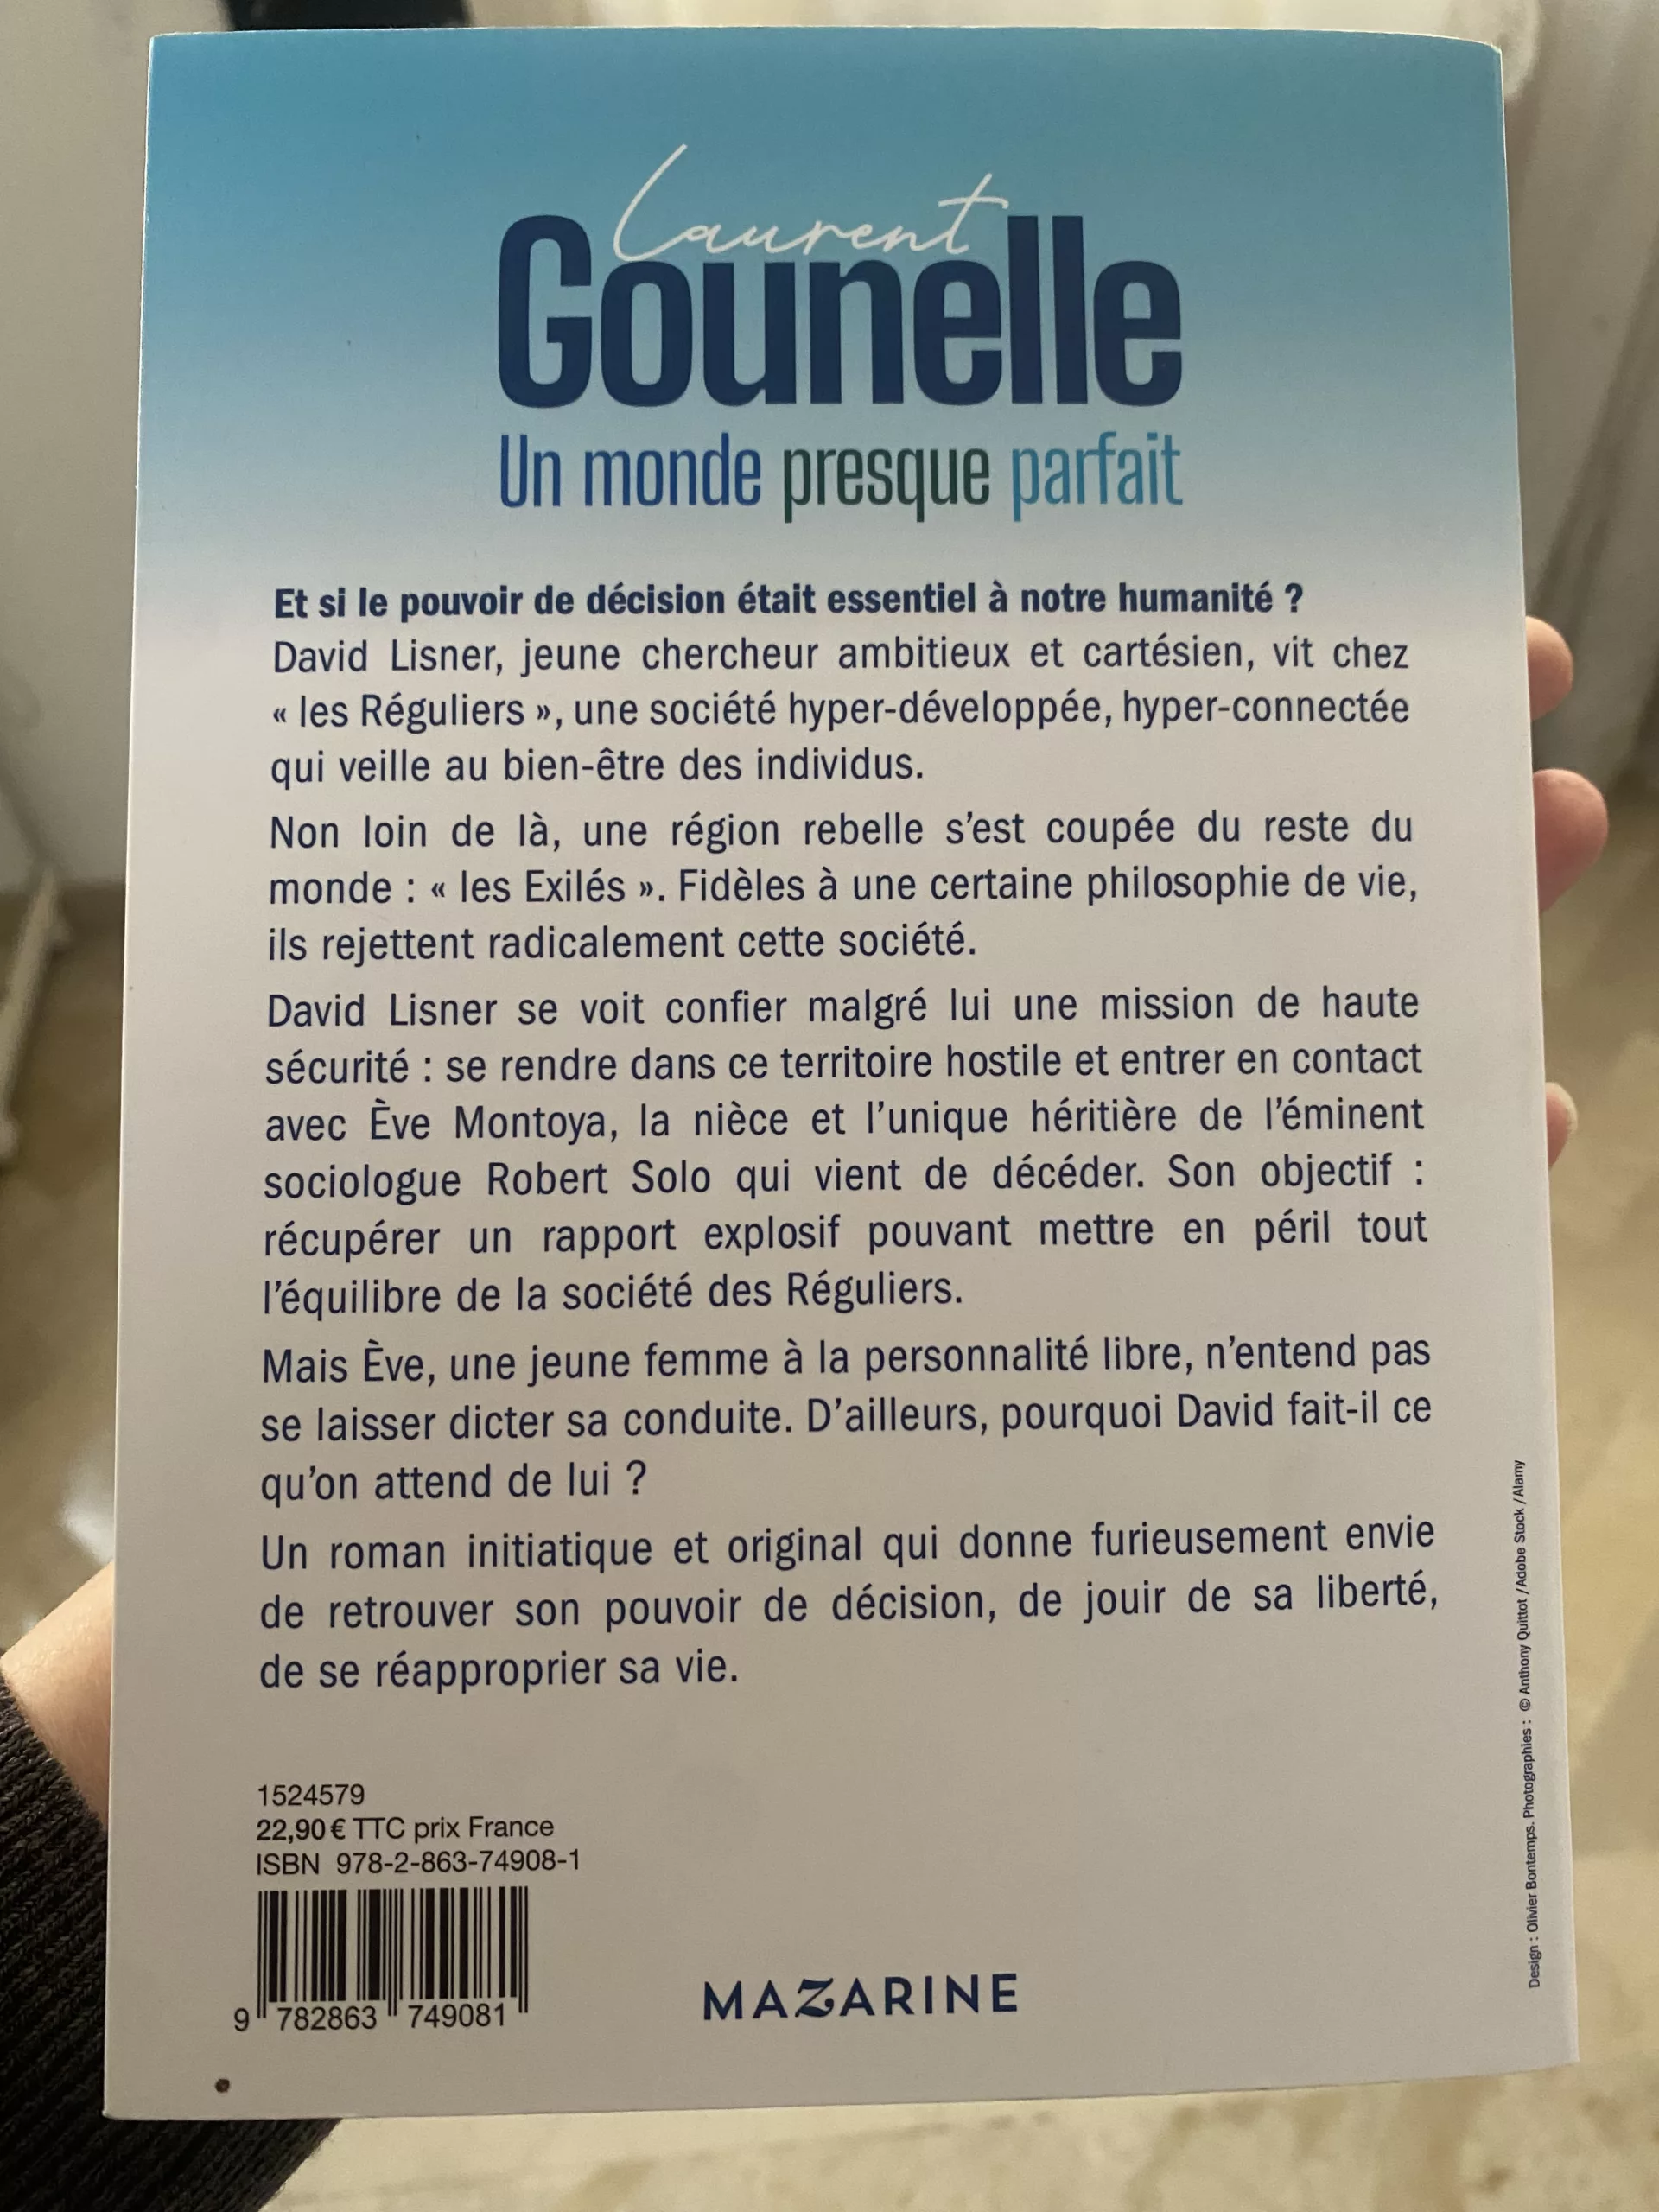 Laurent
Gounelle
Un monde presque parfait
Et si le pouvoir de décision était essentiel à notre humanité ?
David Lisner, jeune chercheur ambitieux et cartésien, vit chez
« les Réguliers », une société hyper-développée, hyper-connectée
qui veille au bien-être des individus.
Non loin de là, une région rebelle s’est coupée du reste du
monde : « les Exilés ». Fidèles à une certaine philosophie de vie,
ils rejettent radicalement cette société.
David Lisner se voit confier malgré lui une mission de haute
sécurité : se rendre dans ce territoire hostile et entrer en contact
avec Ève Montoya, la nièce et l’unique héritière de l’éminent
sociologue Robert Solo qui vient de décéder. Son objectif :
récupérer un rapport explosif pouvant mettre en péril tout
l’équilibre de la société des Réguliers.
Mais Ève, une jeune femme à la personnalité libre, n’entend pas
se laisser dicter sa conduite. D’ailleurs, pourquoi David fait-il ce
qu’on attend de lui ?
Un roman initiatique et original qui donne furieusement envie
de retrouver son pouvoir de décision, de jouir de sa liberté,
de se réapproprier sa vie.
1524579
22,90 € TTC prix France
ISBN 978-2-863-74908-1
9 782863 749081
MAZARINE
Design : Olivier Bontemps. Photographies : © Anthony Quittot /Adobe Stock /Alamy